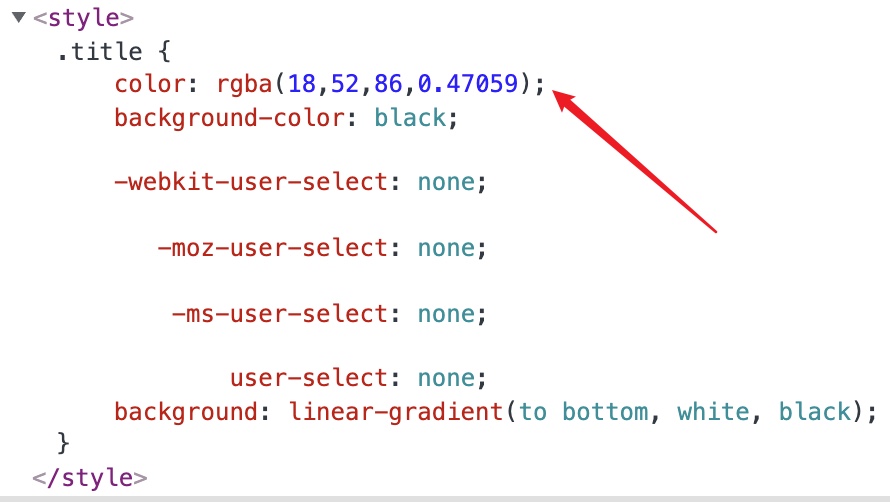 <style>
.title {
color: rgba(18,52,86,0.47059);
background-color: black;
-webkit-user-select: none;
-moz-user-select: none;
-ms-user-select: none;
user-select: none;
background: linear-gradient(to bottom, white, black);
}
</style>